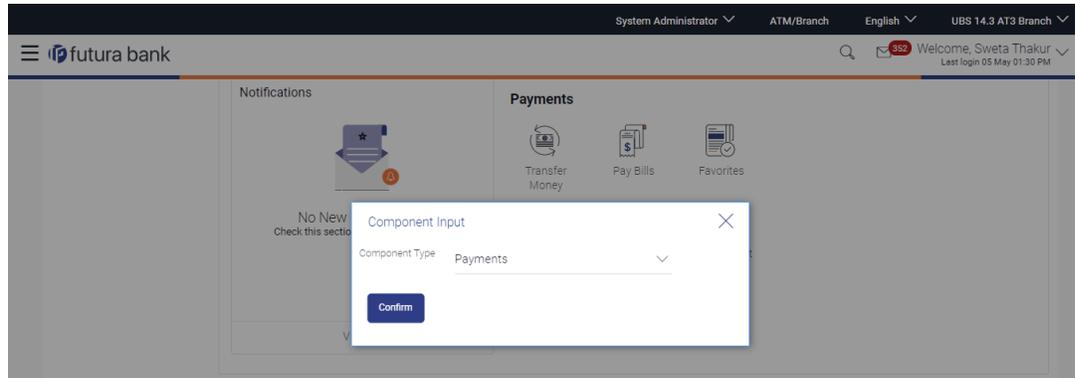 System Administrator ATM/Branch English UBS 14.3 AT3 Branch
futura bank 352 Welcome, Sweta Thakur
Last login 05 May 01:30 PM
Notifications
Payments
Transfer Money
Pay Bills
Favorites
No New
Check this sectio
Component Input
Component Type Payments
Confirm
V
t